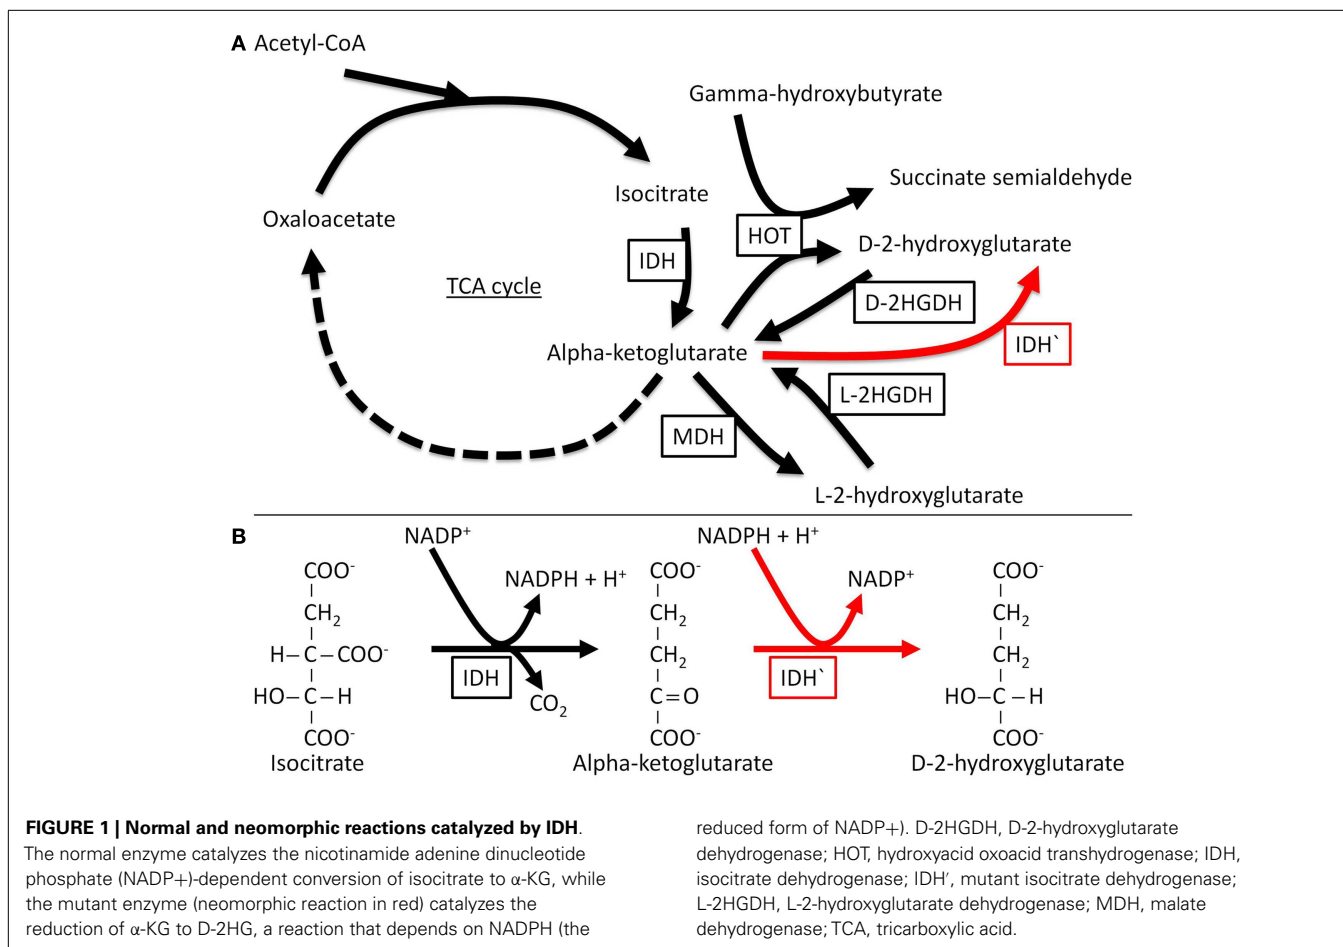 A Acetyl-CoA
Gamma-hydroxybutyrate
Succinate semialdehyde
Isocitrate
Oxaloacetate
HOT
D-2-hydroxyglutarate
IDH
TCA cycle
D-2HGDH
IDH`
Alpha-ketoglutarate
L-2HGDH
MDH
L-2-hydroxyglutarate
B
NADP⁺
NADPH + H⁺
COO⁻
CH₂
H–C–COO⁻
HO–C–H
COO⁻
Isocitrate
NADPH + H⁺
IDH
CO₂
COO⁻
CH₂
CH₂
C=O
COO⁻
Alpha-ketoglutarate
NADP⁺
IDH`
COO⁻
CH₂
CH₂
HO–C–H
COO⁻
D-2-hydroxyglutarate
FIGURE 1 | Normal and neomorphic reactions catalyzed by IDH.
The normal enzyme catalyzes the nicotinamide adenine dinucleotide
phosphate (NADP+)-dependent conversion of isocitrate to α-KG, while
the mutant enzyme (neomorphic reaction in red) catalyzes the
reduction of α-KG to D-2HG, a reaction that depends on NADPH (the
reduced form of NADP+). D-2HGDH, D-2-hydroxyglutarate
dehydrogenase; HOT, hydroxyacid oxoacid transhydrogenase; IDH,
isocitrate dehydrogenase; IDH′, mutant isocitrate dehydrogenase;
L-2HGDH, L-2-hydroxyglutarate dehydrogenase; MDH, malate
dehydrogenase; TCA, tricarboxylic acid.